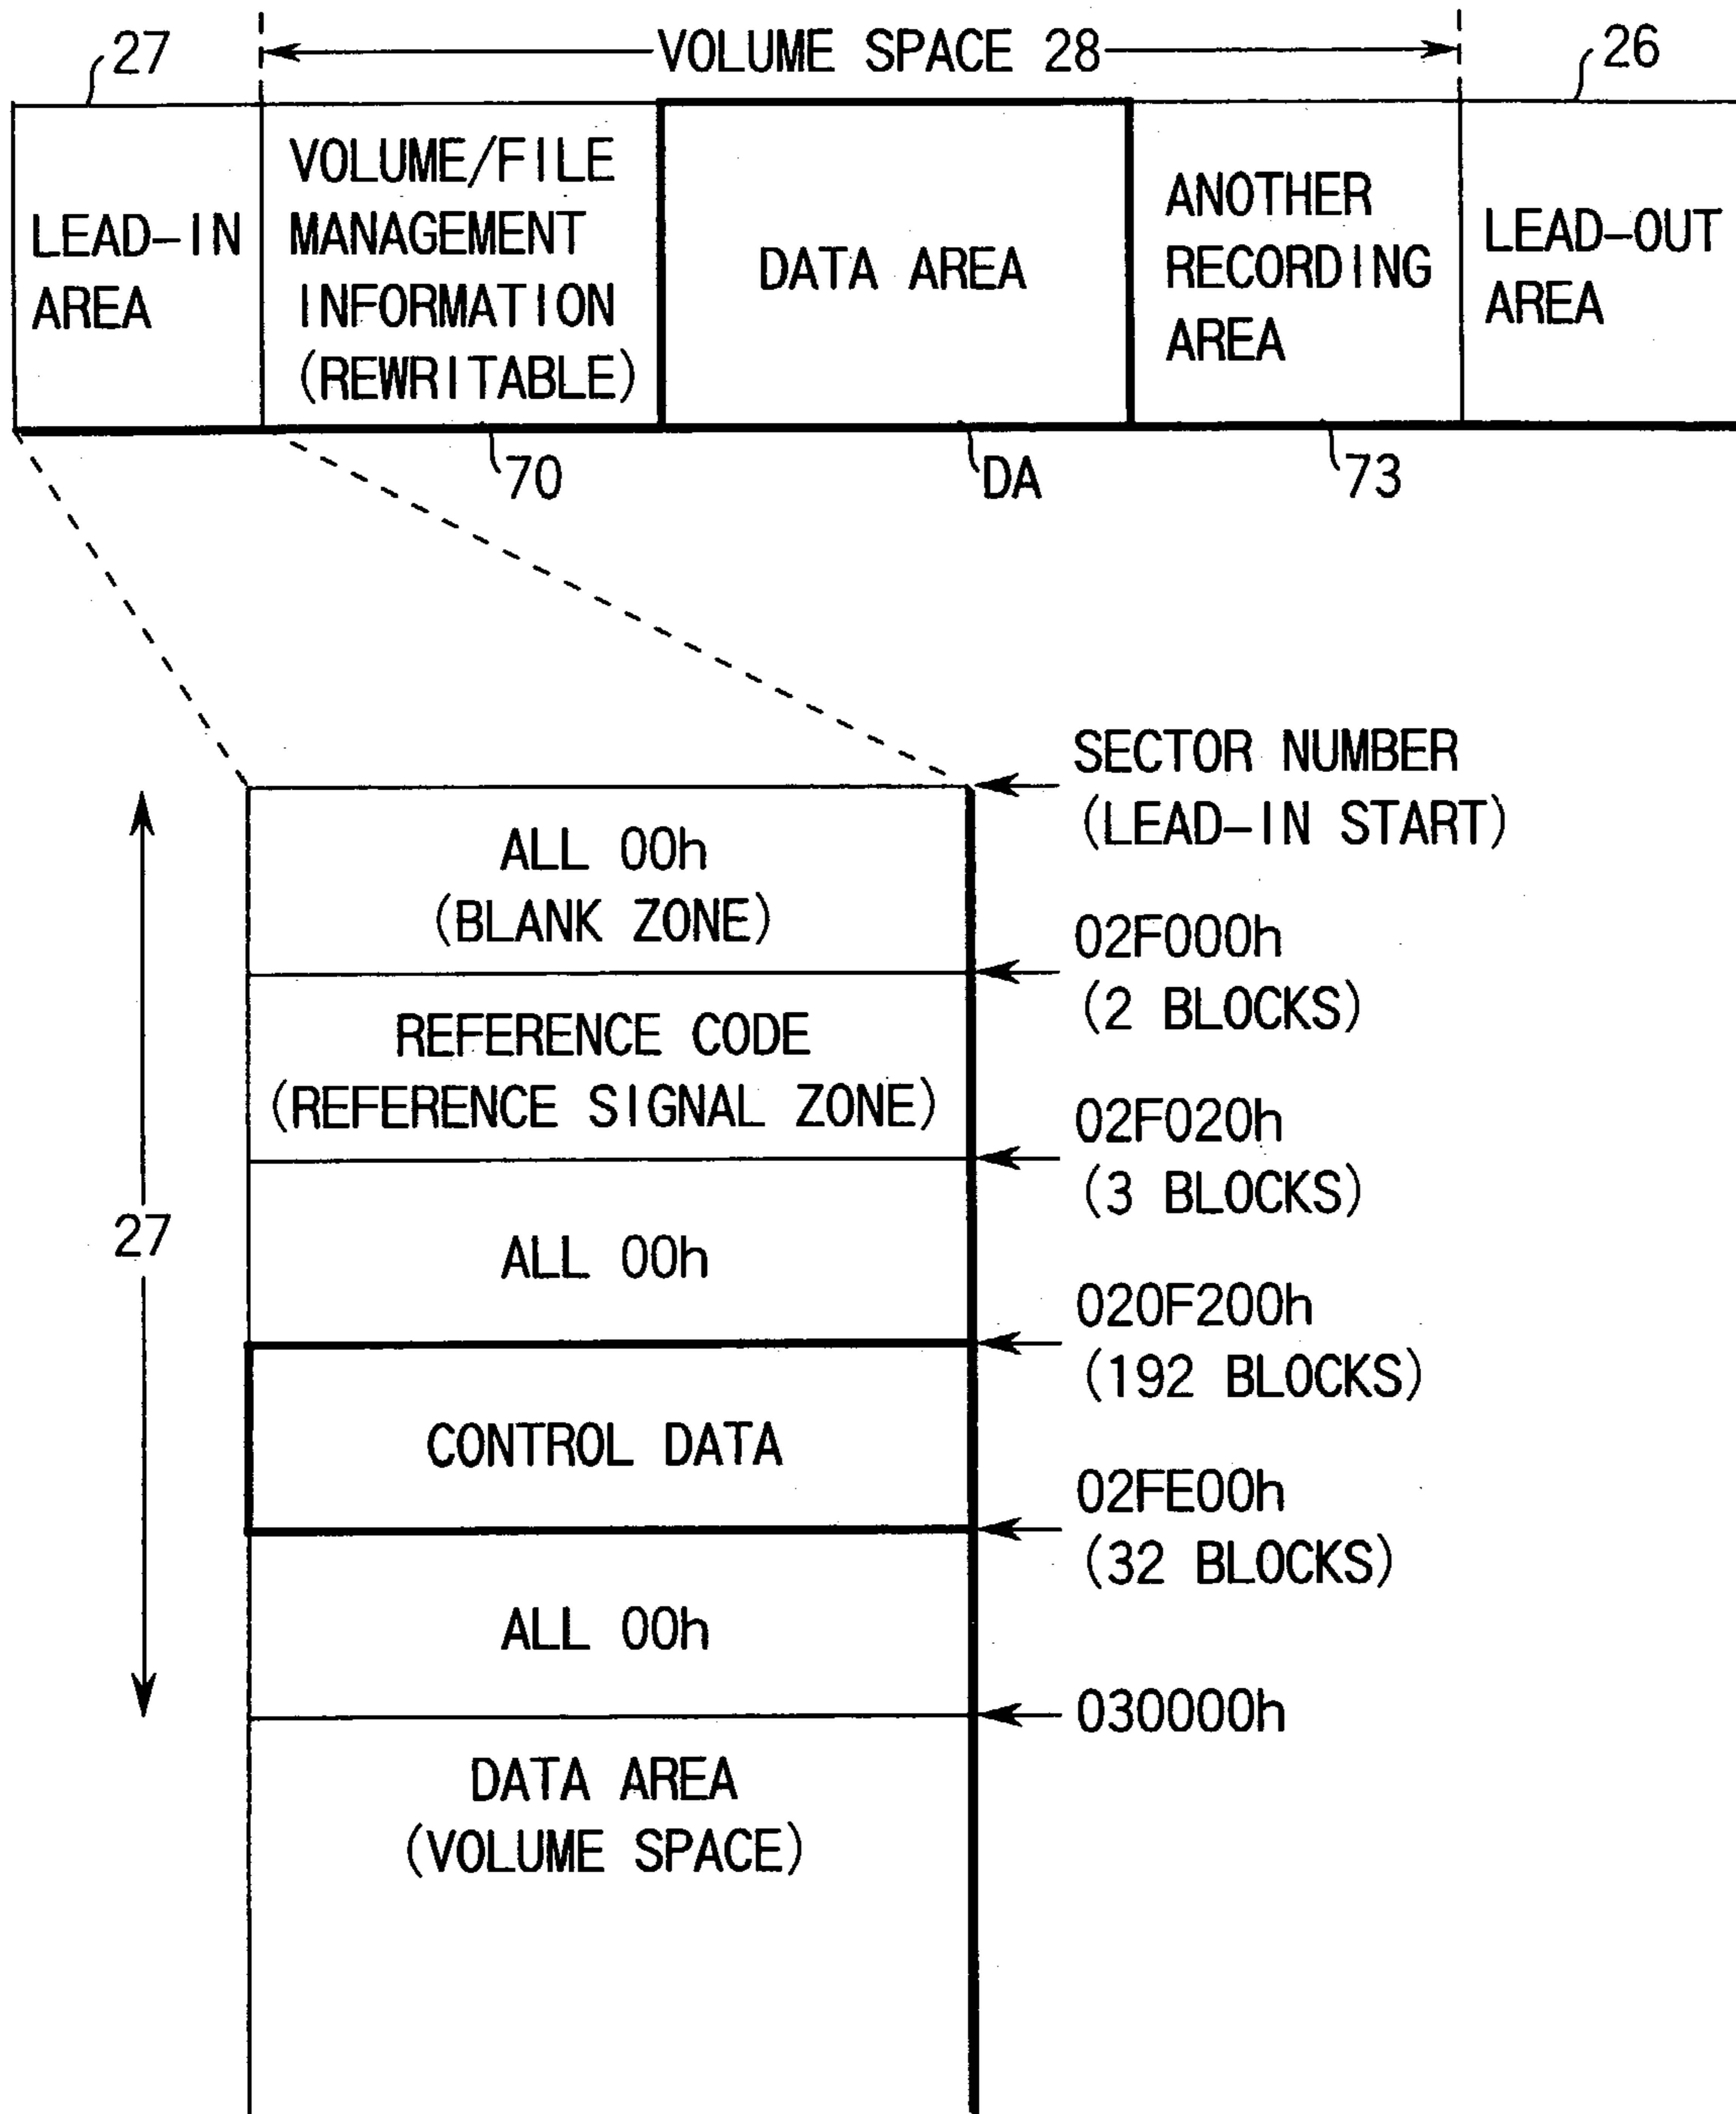 27
VOLUME SPACE 28
26
LEAD-IN
AREA
VOLUME/FILE
MANAGEMENT
INFORMATION
(REWRITABLE)
DATA AREA
ANOTHER
RECORDING
AREA
LEAD-OUT
AREA
70
DA
73
SECTOR NUMBER
(LEAD-IN START)
ALL 00h
(BLANK ZONE)
02F000h
(2 BLOCKS)
REFERENCE CODE
(REFERENCE SIGNAL ZONE)
02F020h
(3 BLOCKS)
27
ALL 00h
020F200h
(192 BLOCKS)
CONTROL DATA
02FE00h
(32 BLOCKS)
ALL 00h
030000h
DATA AREA
(VOLUME SPACE)